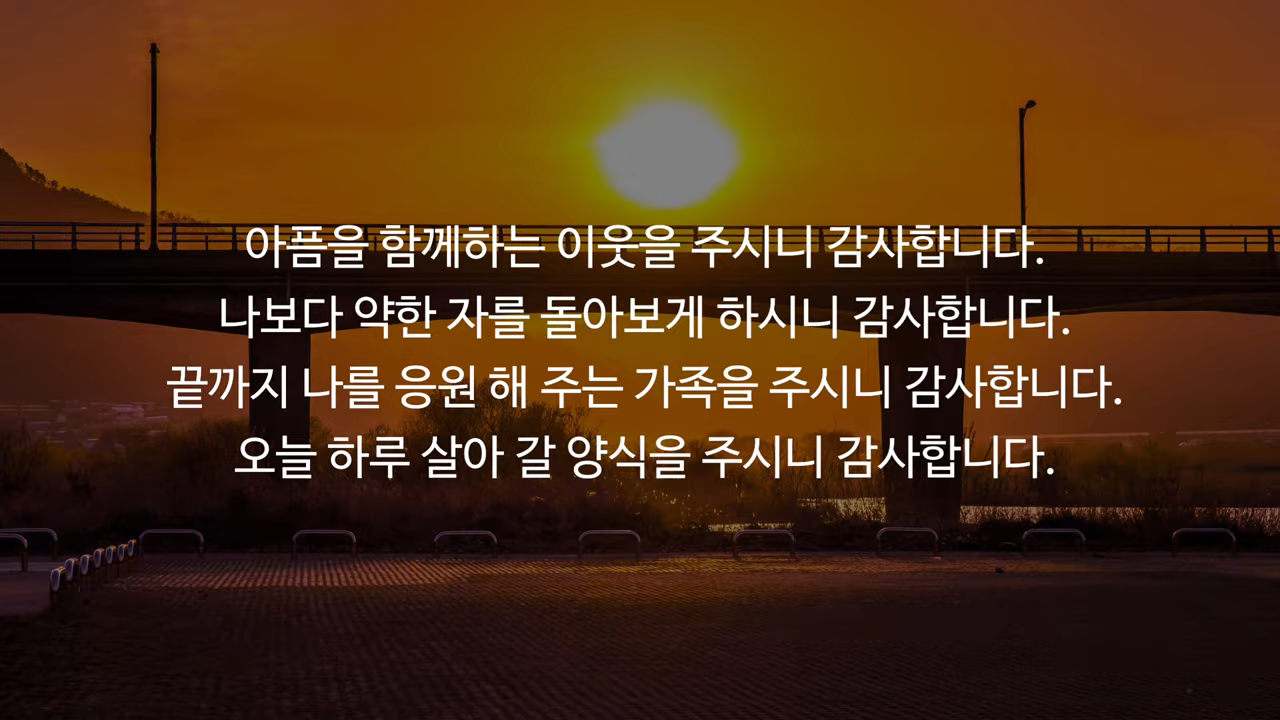 아픔을 함께하는 이웃을 주시니 감사합니다.
나보다 약한 자를 돌아보게 하시니 감사합니다.
끝까지 나를 응원 해 주는 가족을 주시니 감사합니다.
오늘 하루 살아 갈 양식을 주시니 감사합니다.